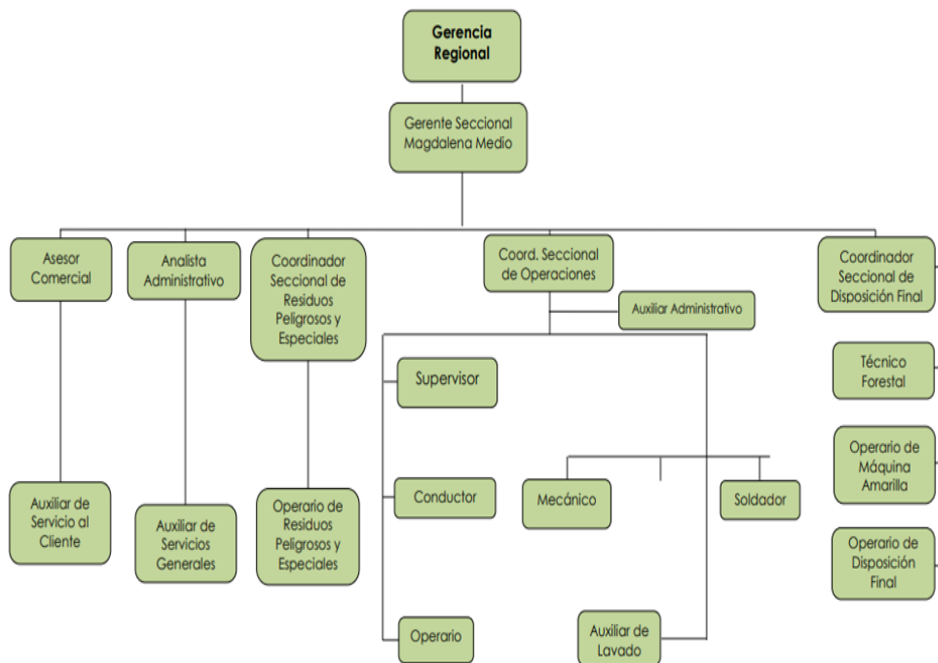 Gerencia
Regional
Gerente Seccional
Magdalena Medio
Asesor
Comercial
Analista
Administrativo
Coordinador
Seccional de
Residuos
Peligrosos y
Especiales
Coord. Seccional
de Operaciones
Coordinador
Seccional de
Disposición Final
Auxiliar Administrativo
Supervisor
Técnico
Forestal
Conductor
Mecánico
Soldador
Operario de
Máquina
Amarilla
Auxiliar de
Servicio al
Cliente
Auxiliar de
Servicios
Generales
Operario de
Residuos
Peligrosos y
Especiales
Operario de
Disposición
Final
Operario
Auxiliar de
Lavado